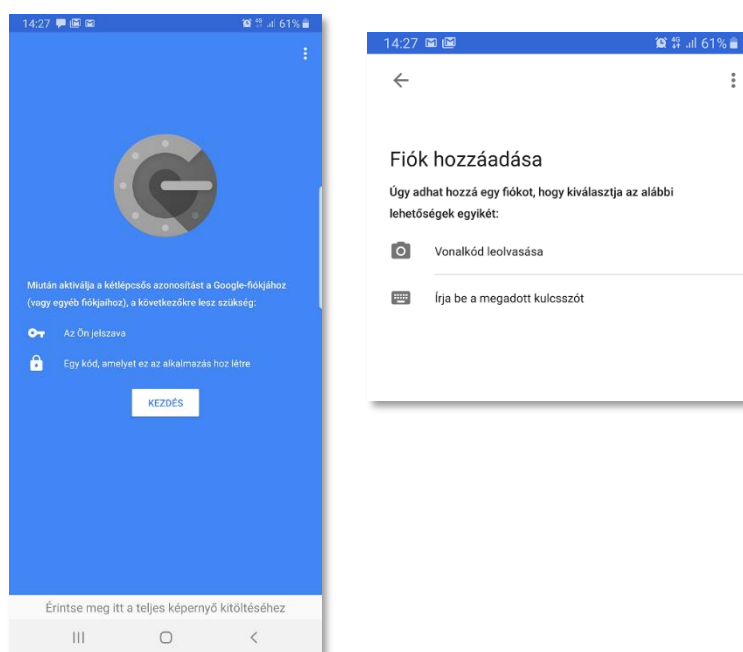 14:27 4G 61%
Miután aktiválja a kétlépcsős azonosítást a Google-fiókjához
(vagy egyéb fiókjaihoz), a következőkre lesz szükség:
Az Ön jelszava
Egy kód, amelyet ez az alkalmazás hoz létre
KEZDÉS
Érintse meg itt a teljes képernyő kitöltéséhez
14:27 4G 61%
Fiók hozzáadása
Úgy adhat hozzá egy fiókot, hogy kiválasztja az alábbi
lehetőségek egyikét:
Vonalkód leolvasása
Írja be a megadott kulcsszót